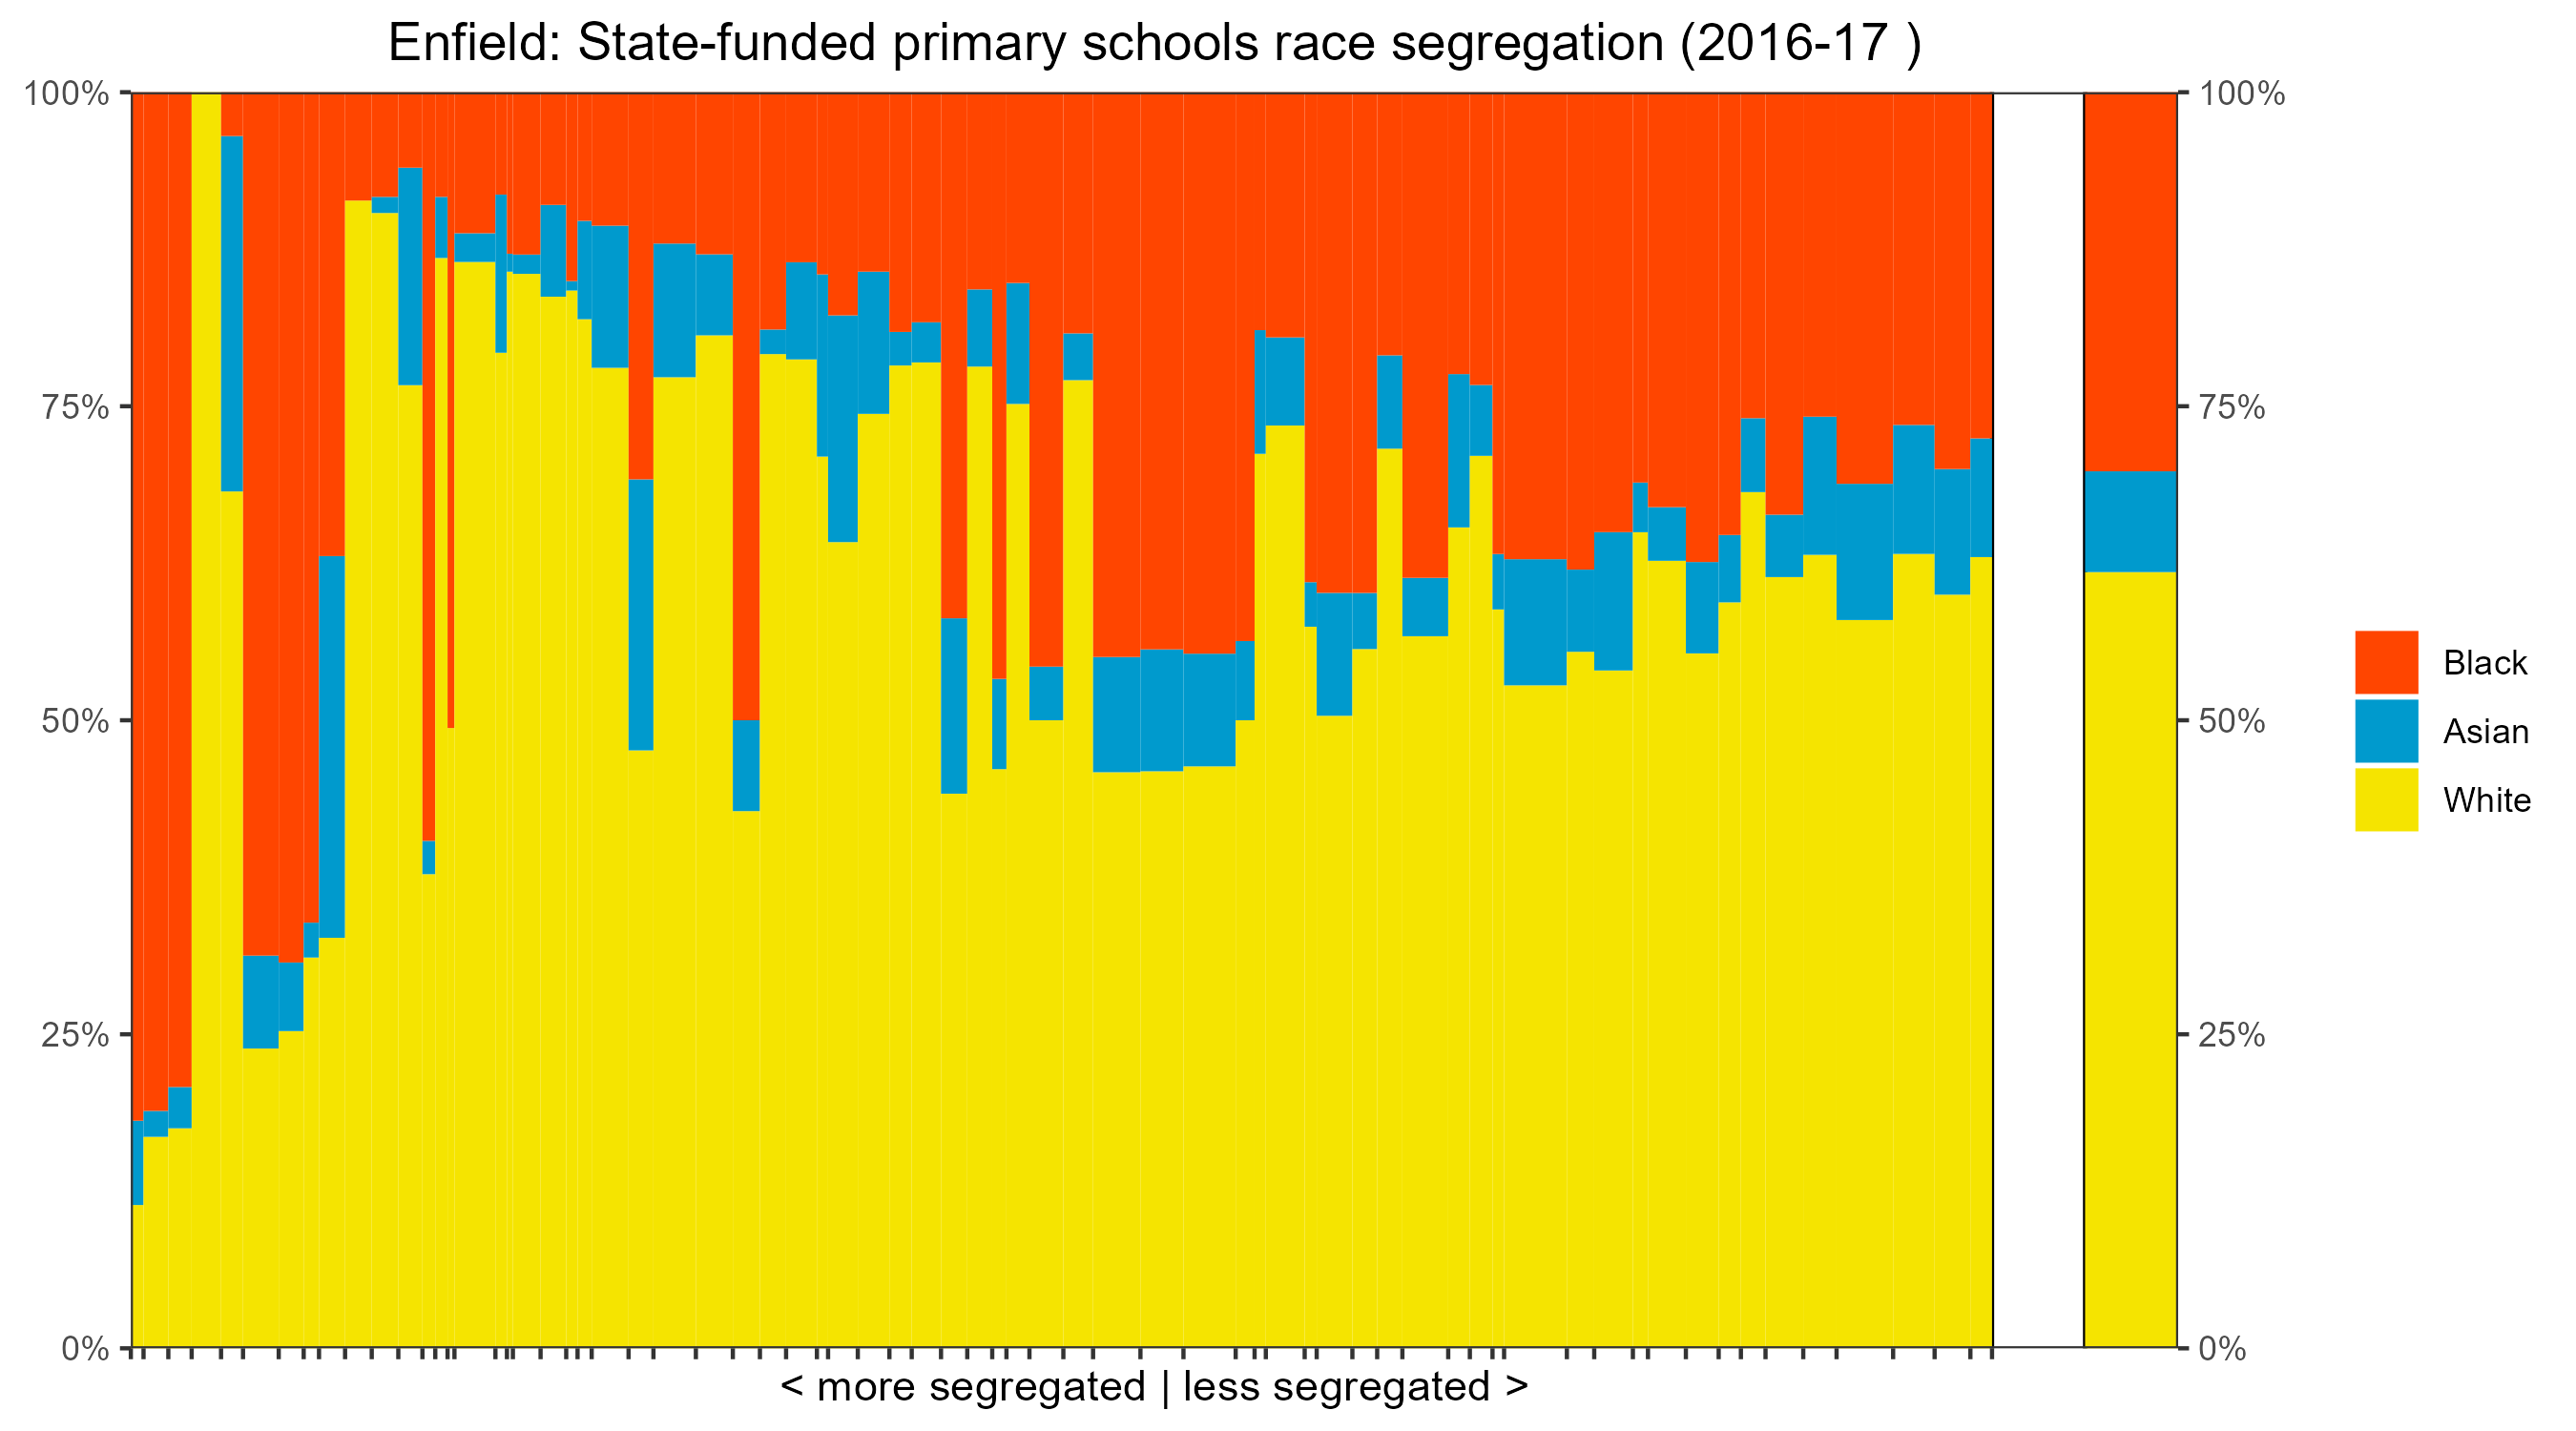 Enfield: State-funded primary schools race segregation (2016-17 )
100%
75%
50%
25%
0%
100%
75%
50%
25%
0%
Black
Asian
White
< more segregated | less segregated >